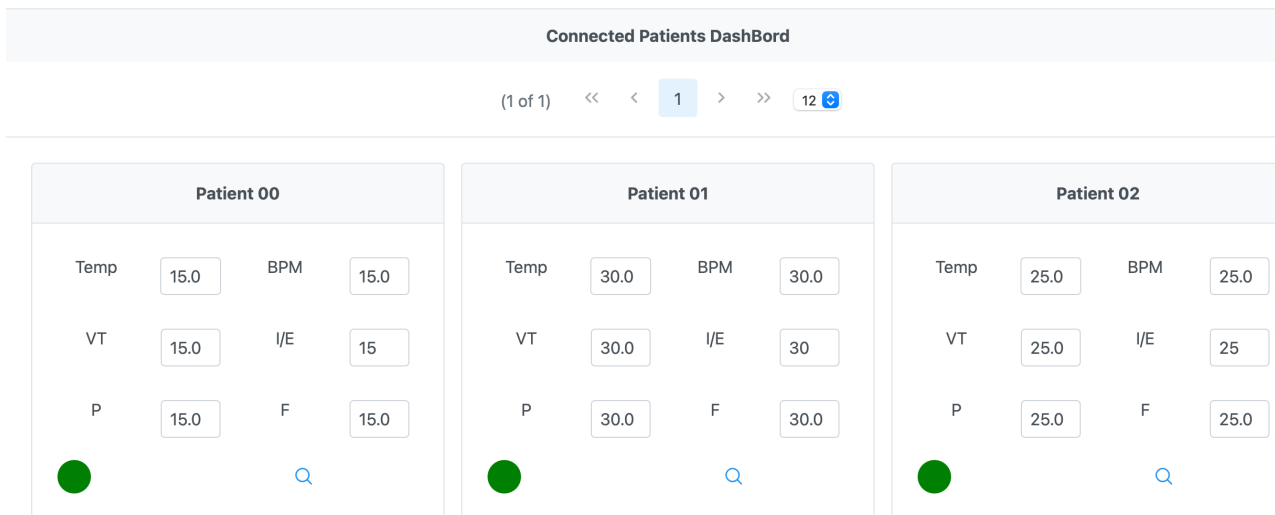 Connected Patients DashBord
(1 of 1) << < 1 > >> 12
Patient 00
Temp 15.0 BPM 15.0
VT 15.0 I/E 15
P 15.0 F 15.0
Patient 01
Temp 30.0 BPM 30.0
VT 30.0 I/E 30
P 30.0 F 30.0
Patient 02
Temp 25.0 BPM 25.0
VT 25.0 I/E 25
P 25.0 F 25.0